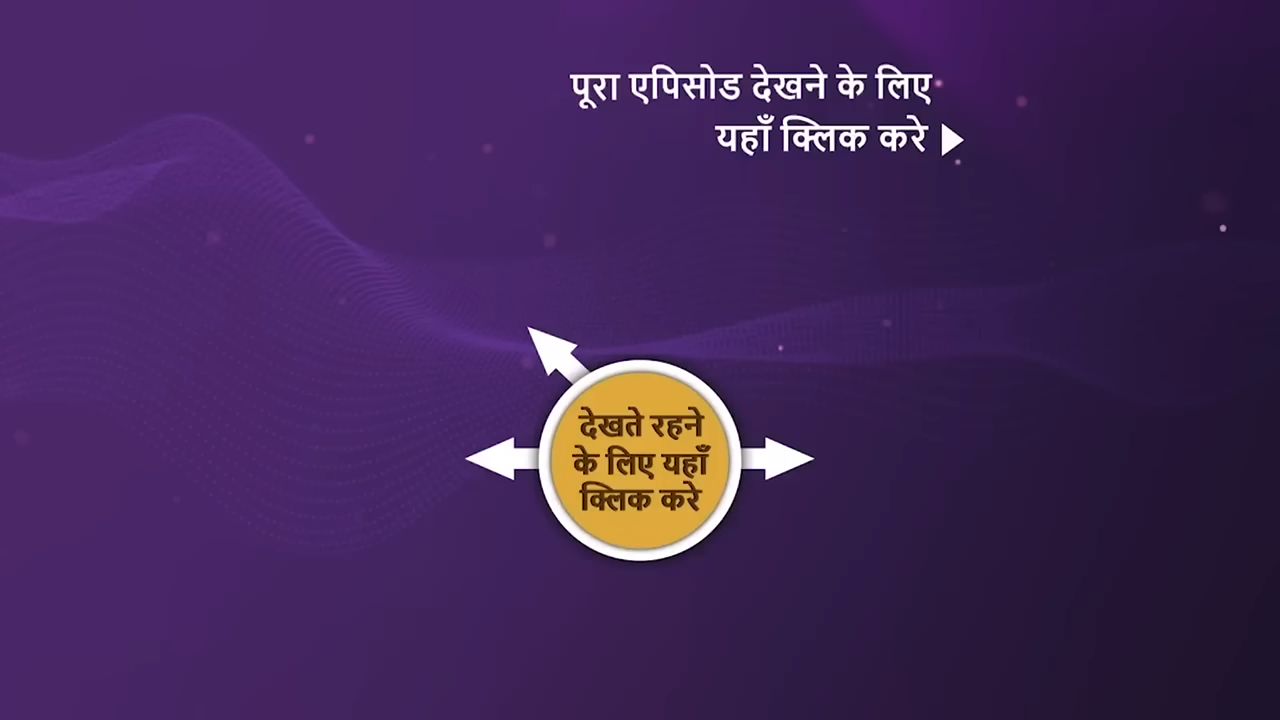 पूरा एपिसोड देखने के लिए
यहाँ क्लिक करे
देखते रहने
के लिए यहाँ
क्लिक करे